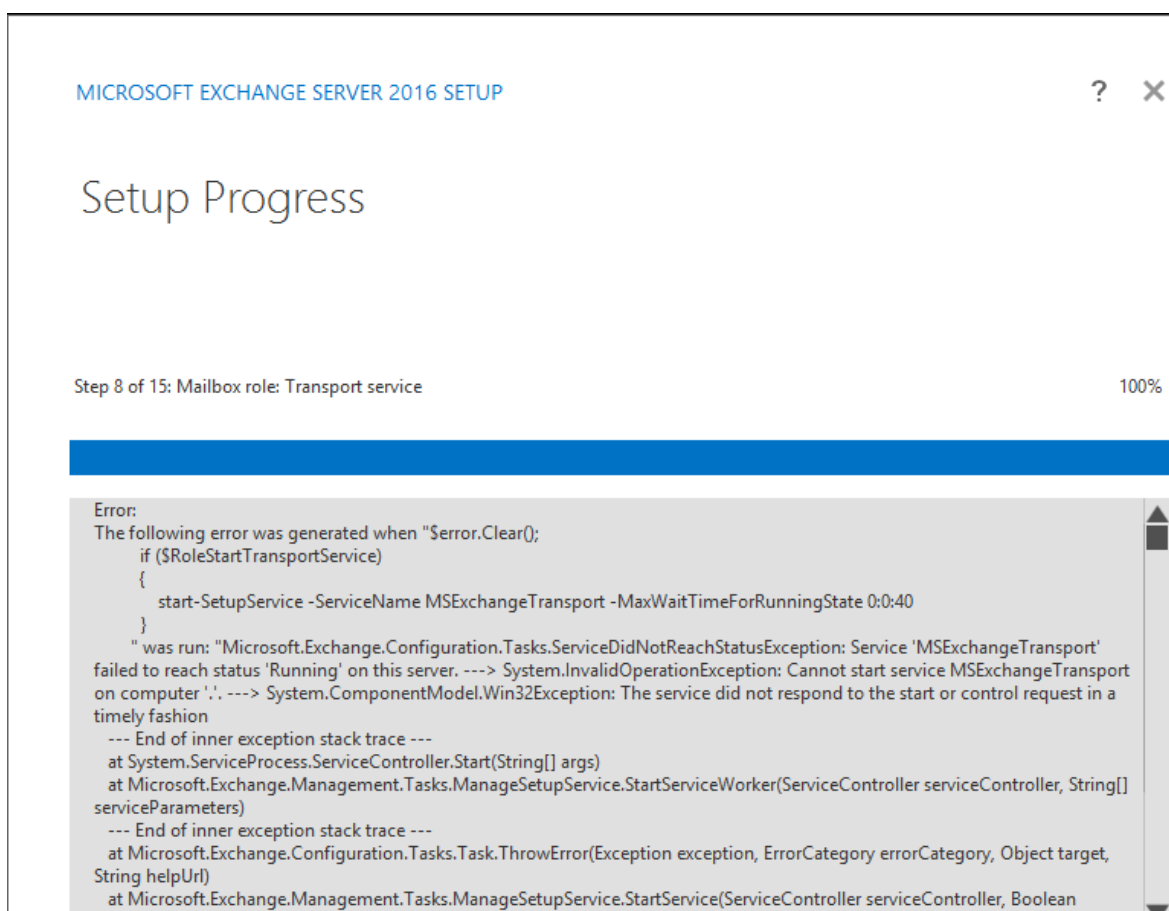 MICROSOFT EXCHANGE SERVER 2016 SETUP ? ×
Setup Progress
Step 8 of 15: Mailbox role: Transport service 100%
Error:
The following error was generated when "$error.Clear();
if ($RoleStartTransportService)
{
start-SetupService -ServiceName MSExchangeTransport -MaxWaitTimeForRunningState 0:0:40
}
" was run: "Microsoft.Exchange.Configuration.Tasks.ServiceDidNotReachStatusException: Service 'MSExchangeTransport'
failed to reach status 'Running' on this server. ---> System.InvalidOperationException: Cannot start service MSExchangeTransport
on computer '.'. ---> System.ComponentModel.Win32Exception: The service did not respond to the start or control request in a
timely fashion
--- End of inner exception stack trace ---
at System.ServiceProcess.ServiceController.Start(String[] args)
at Microsoft.Exchange.Management.Tasks.ManageSetupService.StartServiceWorker(ServiceController serviceController, String[]
serviceParameters)
--- End of inner exception stack trace ---
at Microsoft.Exchange.Configuration.Tasks.Task.ThrowError(Exception exception, ErrorCategory errorCategory, Object target,
String helpUrl)
at Microsoft.Exchange.Management.Tasks.ManageSetupService.StartService(ServiceController serviceController, Boolean